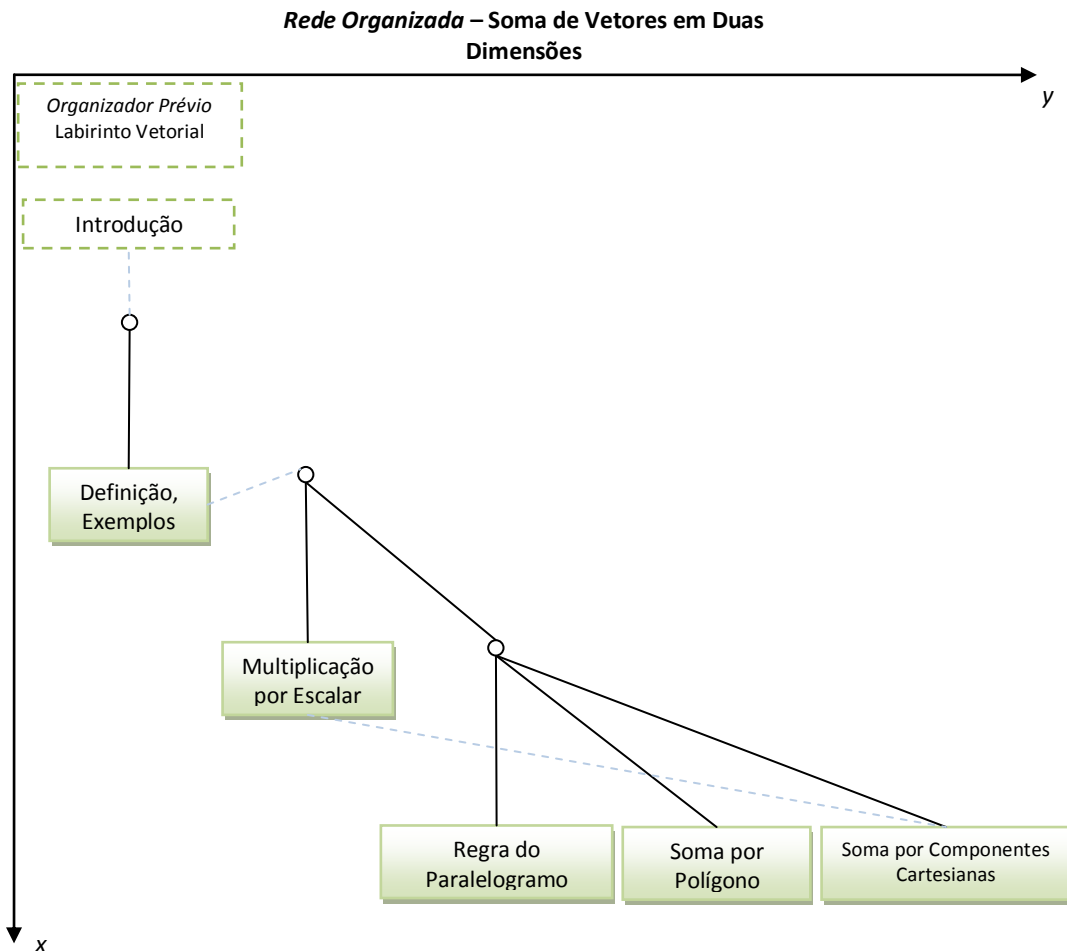 Rede Organizada – Soma de Vetores em Duas
Dimensões
y
Organizador Prévio
Labirinto Vetorial
Introdução
Definição,
Exemplos
Multiplicação
por Escalar
Regra do
Paralelogramo
Soma por
Polígono
Soma por Componentes
Cartesianas
x